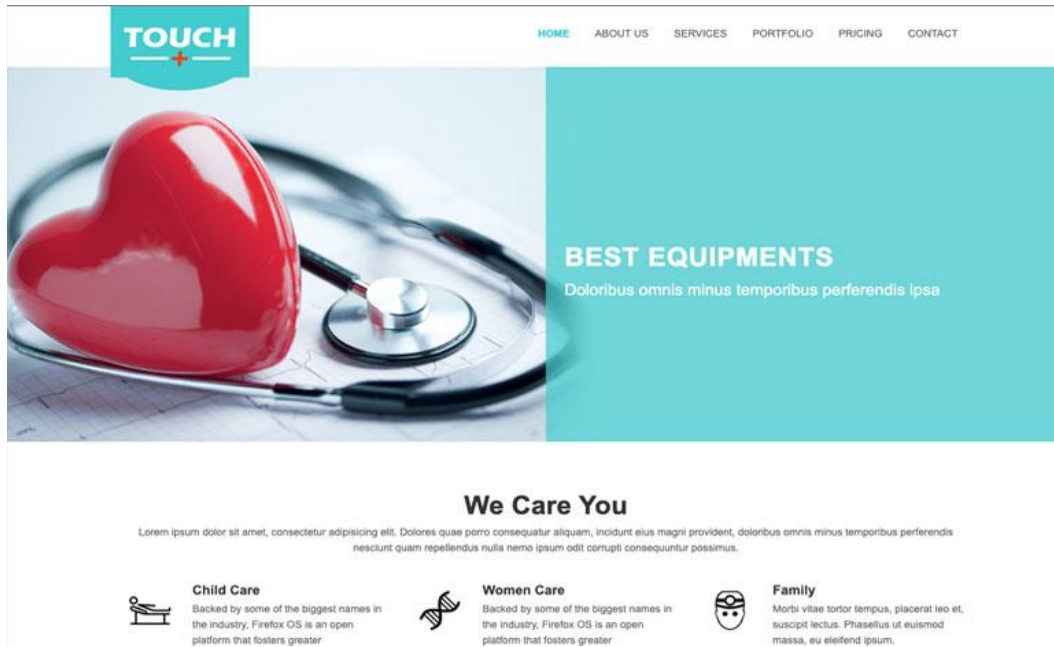 TOUCH
HOME ABOUT US SERVICES PORTFOLIO PRICING CONTACT
BEST EQUIPMENTS
Doloribus omnis minus temporibus perferendis ipsa
We Care You
Lorem ipsum dolor sit amet, consectetur adipisicing elit. Dolores quae porro consequatur aliquam, incidunt eius magni provident, doloribus omnis minus temporibus perferendis
nesciunt quam repellendus nulla nemo ipsum odit corrupti consequuntur possimus.
Child Care
Backed by some of the biggest names in
the industry, Firefox OS is an open
platform that fosters greater
Women Care
Backed by some of the biggest names in
the industry, Firefox OS is an open
platform that fosters greater
Family
Morbi vitae tortor tempus, placerat leo et,
suscipit lectus. Phasellus ut euismod
massa, eu eleifend ipsum.